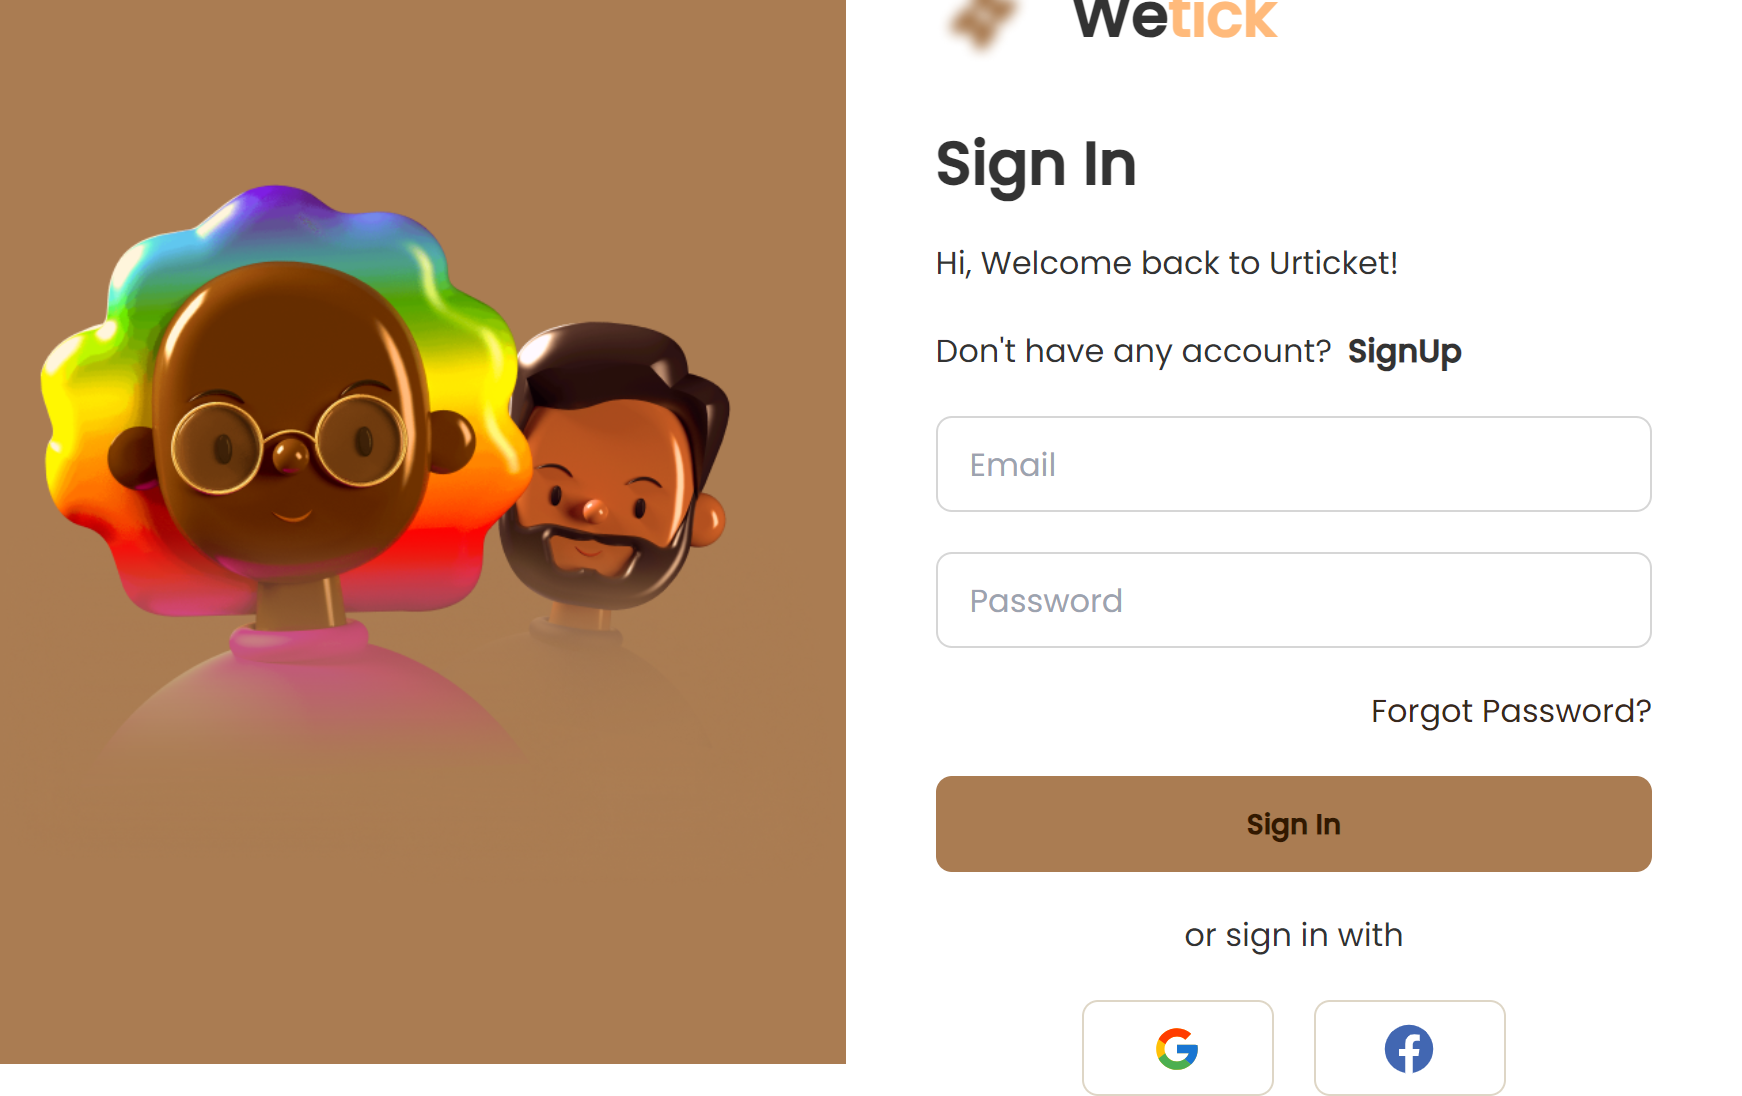 Wetick
Sign In
Hi, Welcome back to Urticket!
Don't have any account? SignUp
Email
Password
Forgot Password?
Sign In
or sign in with